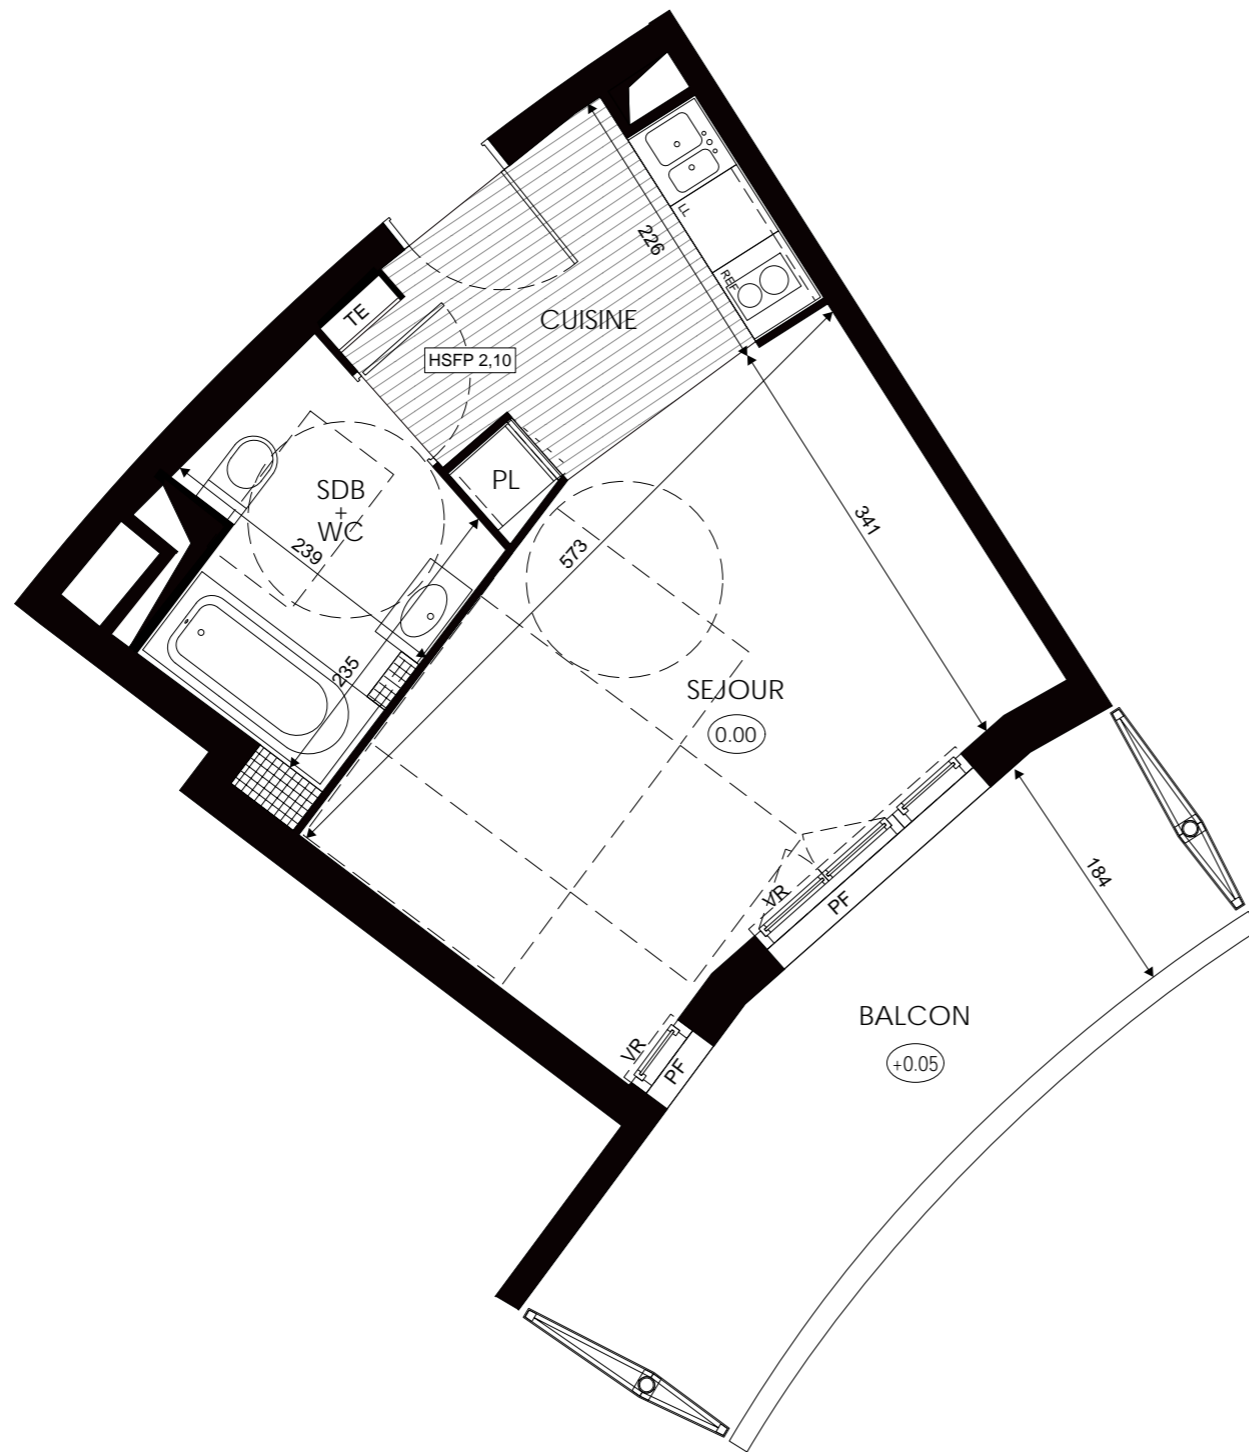 226
LL
REF
TE
CUISINE
HSFP 2,10
PL
SDB
+
WC
239
235
573
341
SEJOUR
0.00
VR
PF
184
BALCON
+0.05
VR
PF